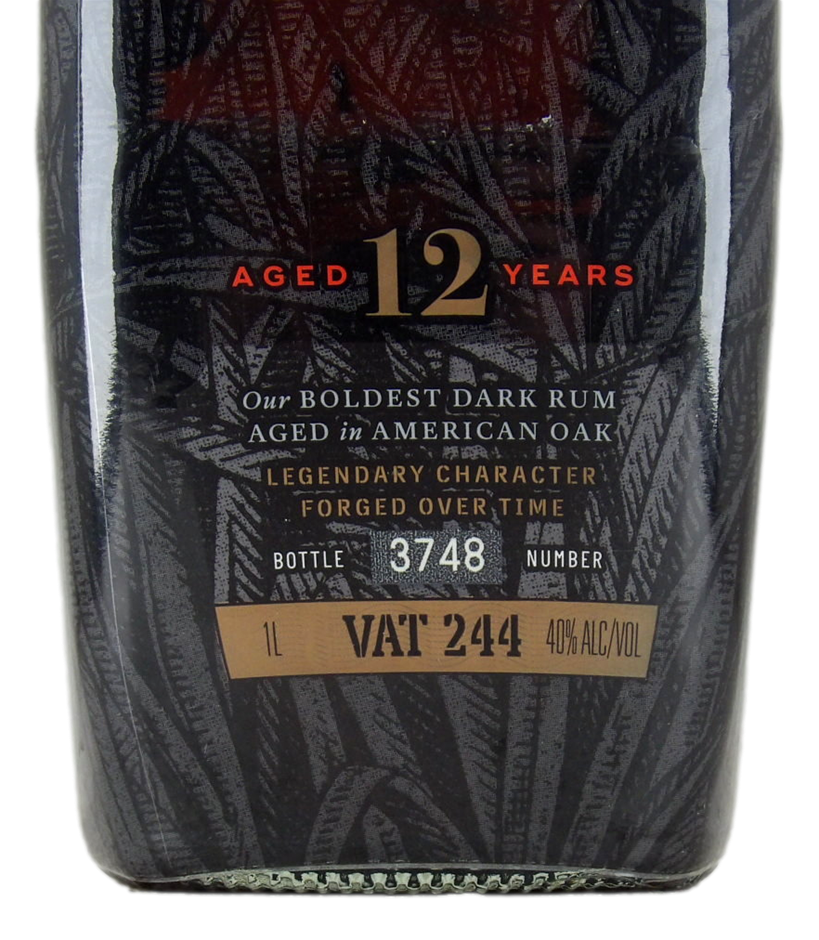 AGED 12 YEARS
Our BOLDEST DARK RUM
AGED in AMERICAN OAK
LEGENDARY CHARACTER
FORGED OVER TIME
BOTTLE 3748 NUMBER
1L VAT 244 40% ALC/VOL